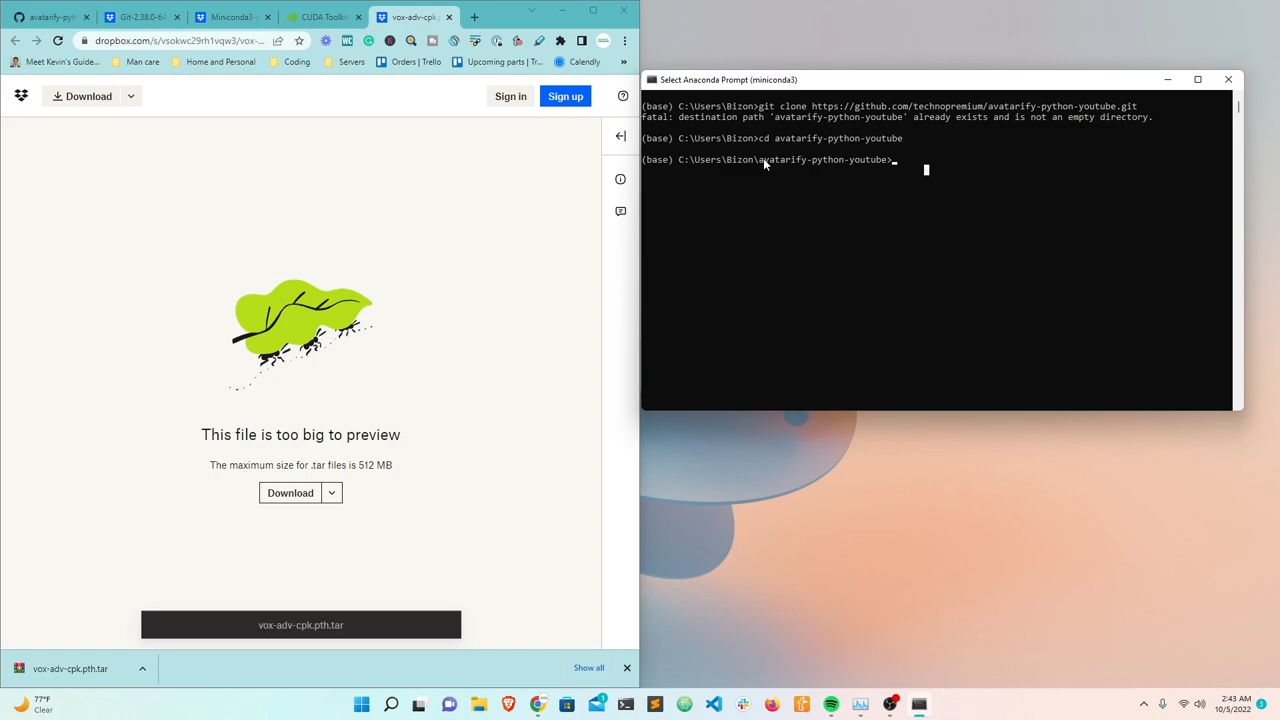 avatarify-pyt
Git-2.38.0-64
Miniconda3-
CUDA Toolki
vox-adv-cpk.
dropbox.com/s/vsokwc29rh1vqw3/vox-
Meet Kevin's Guide...
Man care
Home and Personal
Coding
Servers
Orders | Trello
Upcoming parts | T...
Calendly
Download
Sign in
Sign up
This file is too big to preview
The maximum size for .tar files is 512 MB
Download
vox-adv-cpk.pth.tar
vox-adv-cpk.pth.tar
Show all
Select Anaconda Prompt (miniconda3)
(base) C:\Users\Bizon>git clone https://github.com/technopremium/avatarify-python-youtube.git
fatal: destination path 'avatarify-python-youtube' already exists and is not an empty directory.
(base) C:\Users\Bizon>cd avatarify-python-youtube
(base) C:\Users\Bizon\avatarify-python-youtube>
77°F
Clear
2:43 AM
10/5/2022